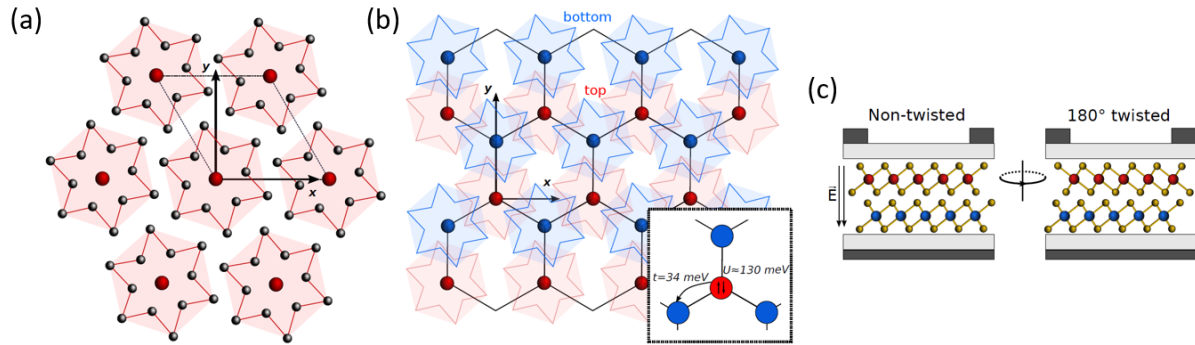 (a)
y
x
(b)
bottom
top
y
x
t=34 meV
U≈130 meV
(c)
Non-twisted
180° twisted
E